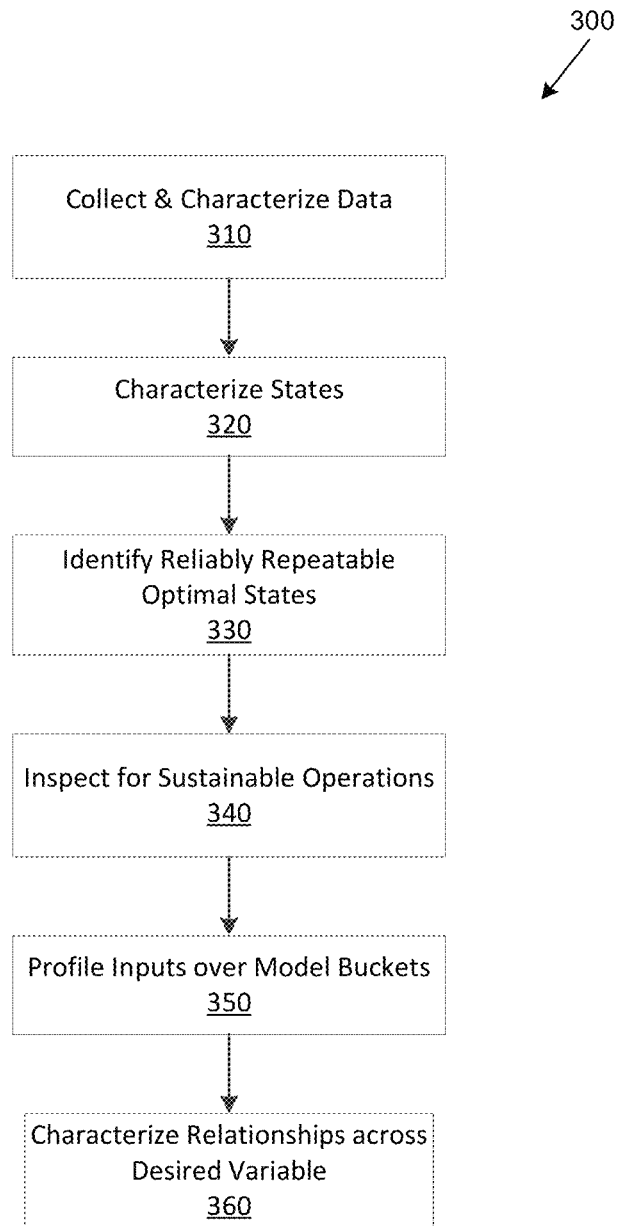 300
Collect & Characterize Data
310
Characterize States
320
Identify Reliably Repeatable
Optimal States
330
Inspect for Sustainable Operations
340
Profile Inputs over Model Buckets
350
Characterize Relationships across
Desired Variable
360